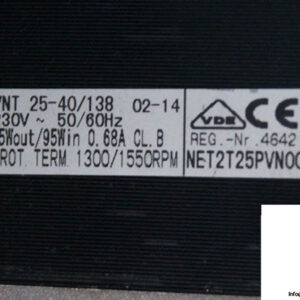 VNT 25-40/138 02-14
230V ~ 50/60Hz
5Wout/95Win 0.68A CL.B
ROT. TERM. 1300/1550RPM
VDE CE
REG.-Nr.4642
NET2T25PVN00